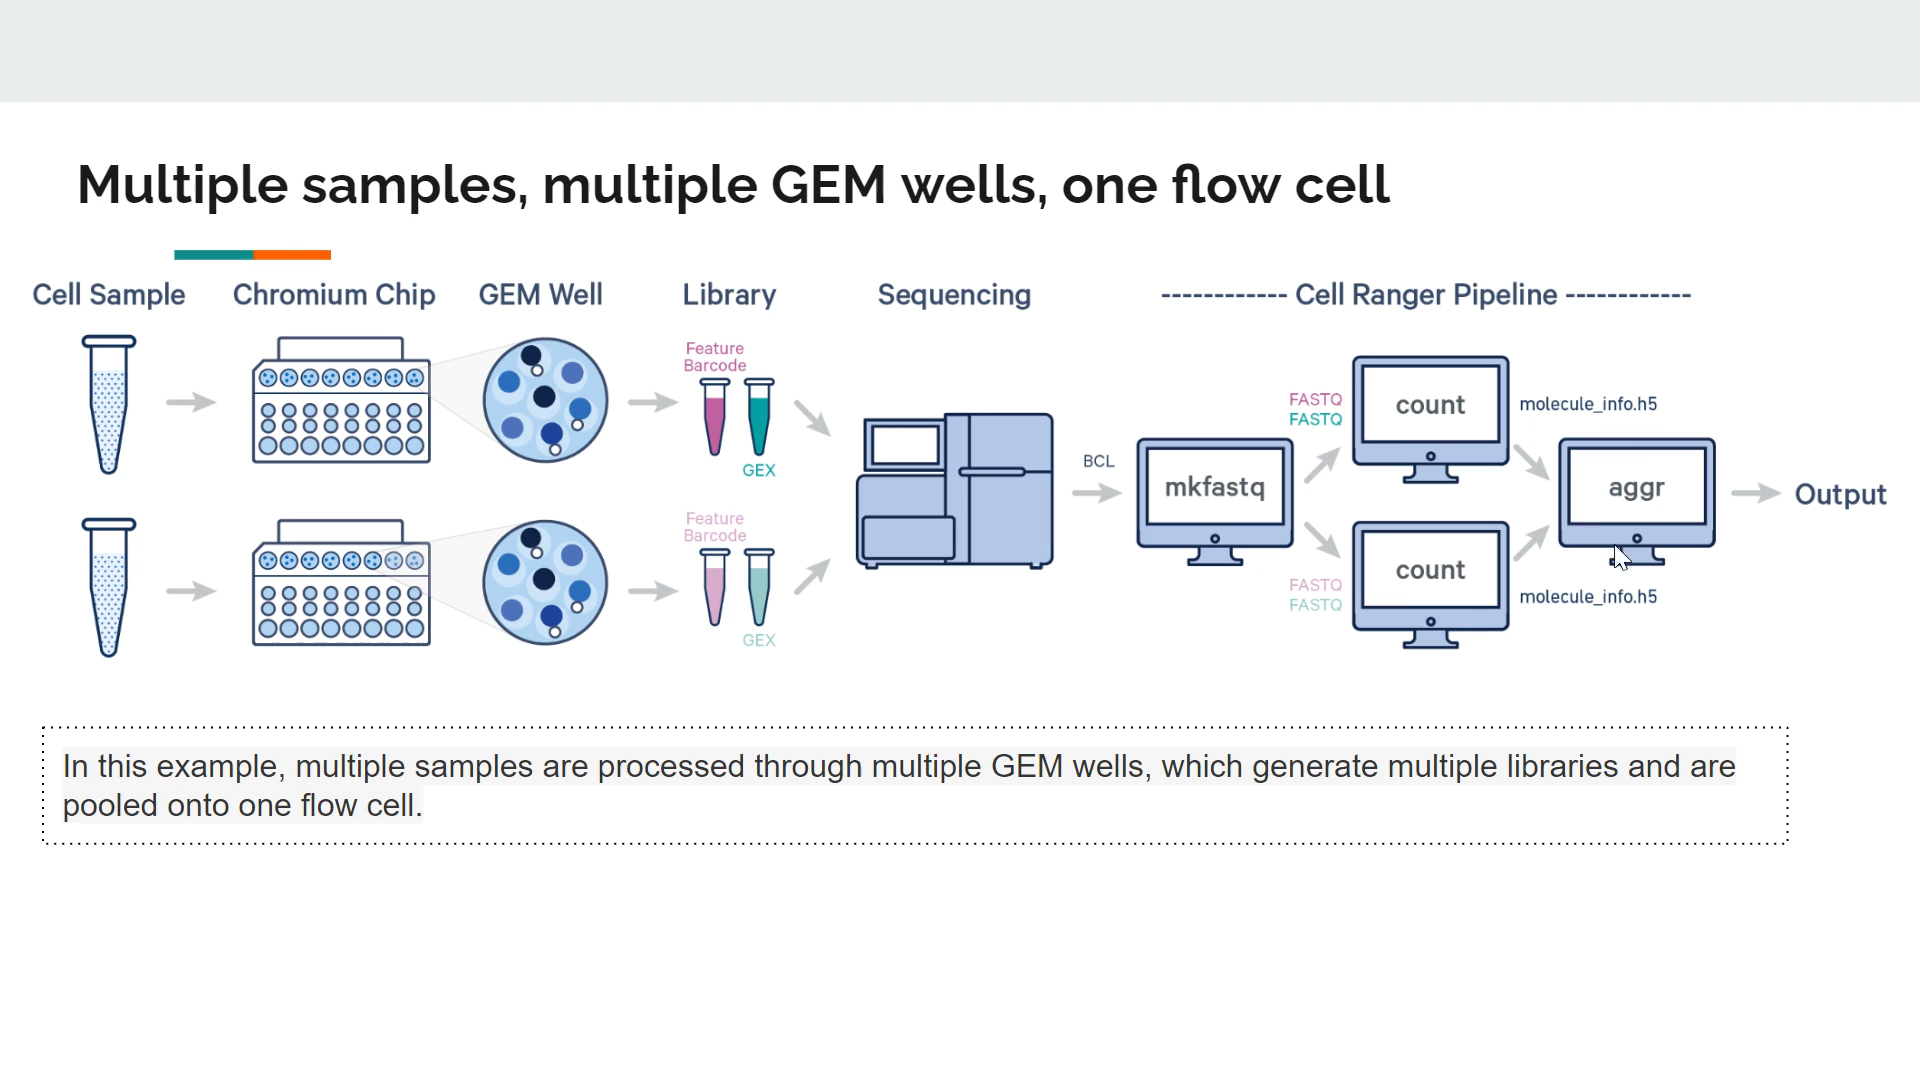 Multiple samples, multiple GEM wells, one flow cell
Cell Sample
Chromium Chip
GEM Well
Library
Sequencing
------------ Cell Ranger Pipeline ------------
Feature
Barcode
GEX
Feature
Barcode
GEX
BCL
mkfastq
FASTQ
FASTQ
count
molecule_info.h5
FASTQ
FASTQ
count
molecule_info.h5
aggr
Output
In this example, multiple samples are processed through multiple GEM wells, which generate multiple libraries and are
pooled onto one flow cell.